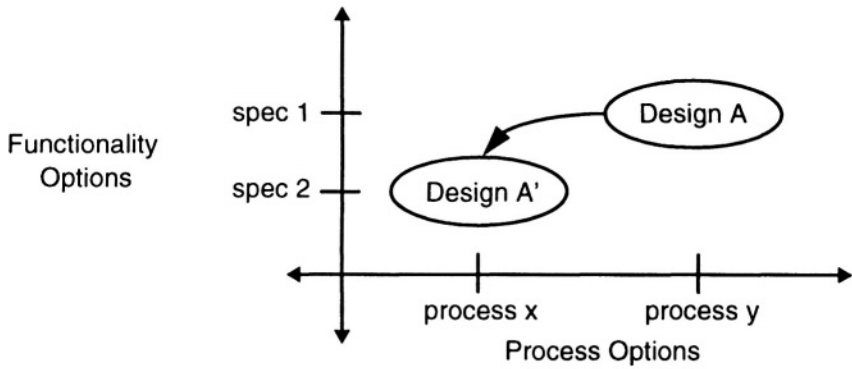 spec 1
Design A
Functionality
Options
spec 2
Design A'
process x
process y
Process Options